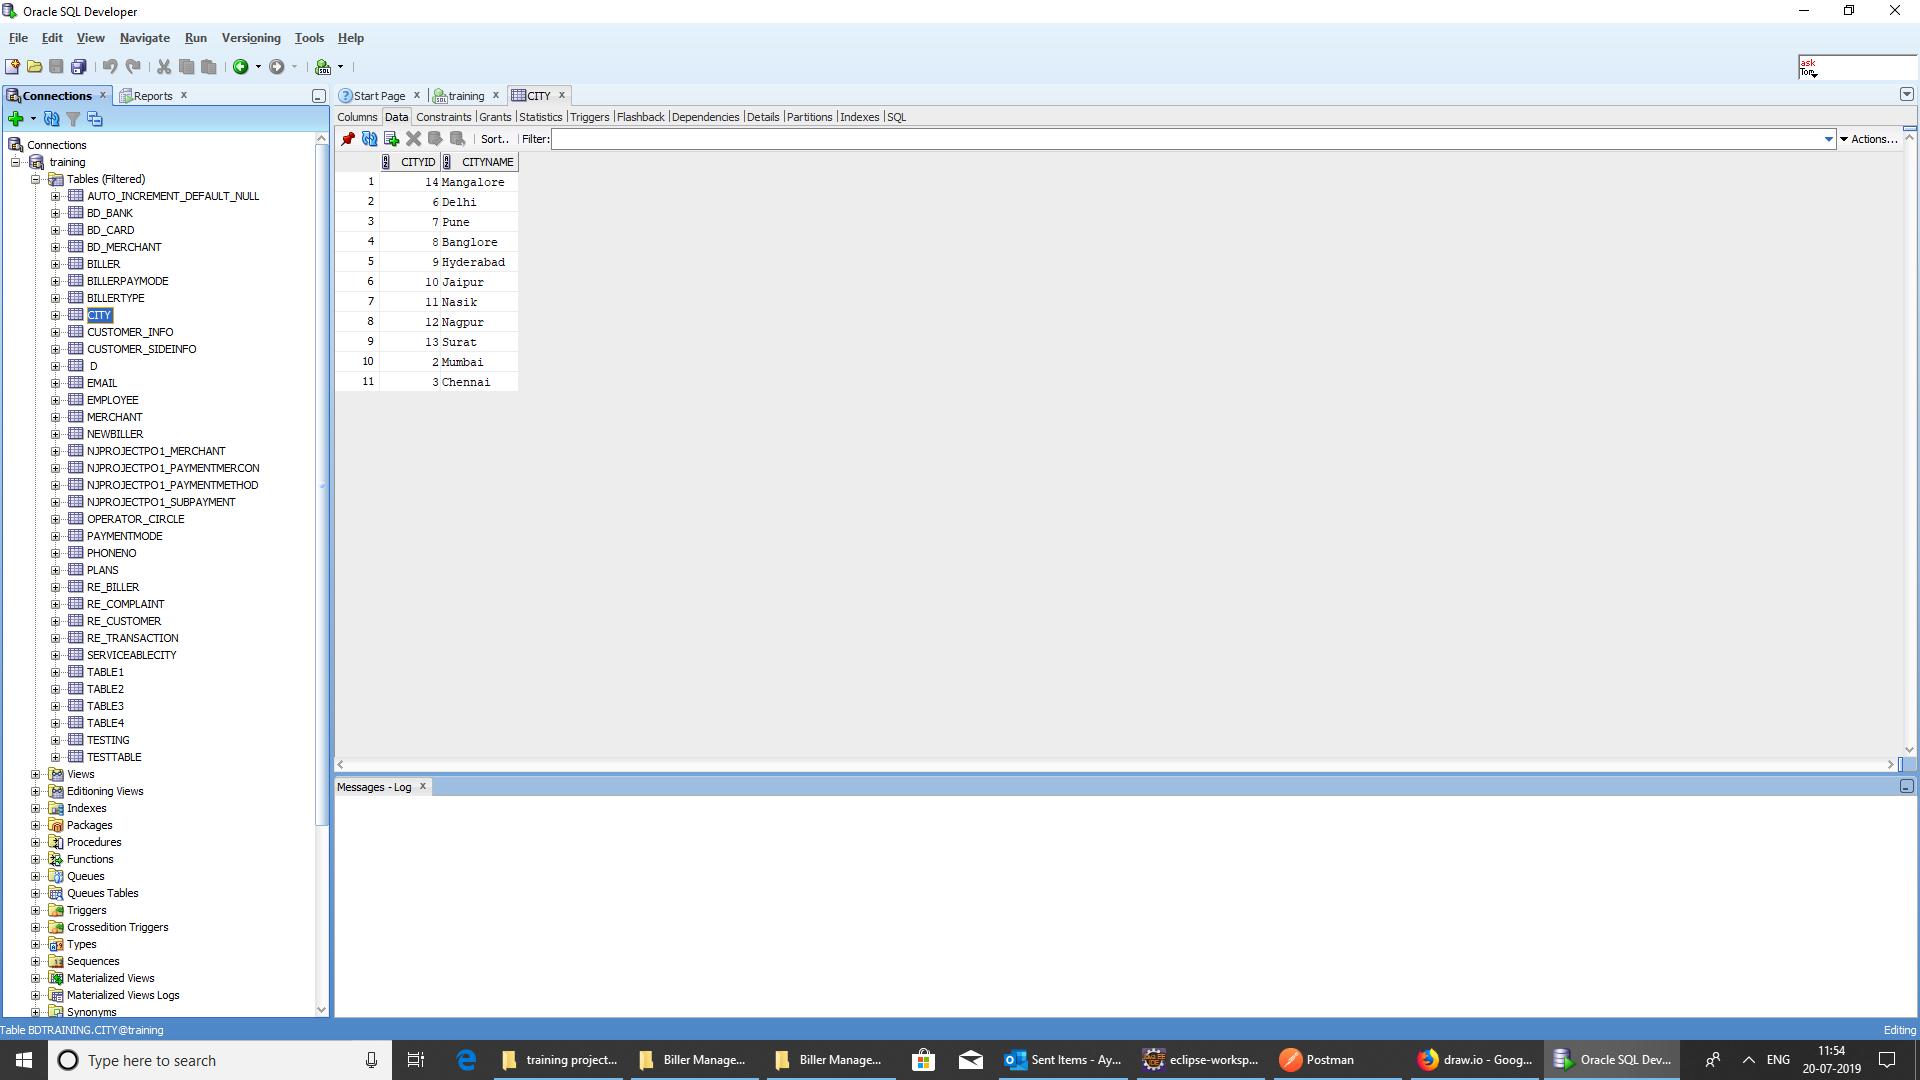 Oracle SQL Developer
File Edit View Navigate Run Versioning Tools Help
ask
Tom
Connections Reports
Start Page training CITY
Columns Data Constraints Grants Statistics Triggers Flashback Dependencies Details Partitions Indexes SQL
Sort.. Filter: Actions...
Connections
training
Tables (Filtered)
AUTO_INCREMENT_DEFAULT_NULL
BD_BANK
BD_CARD
BD_MERCHANT
BILLER
BILLERPAYMODE
BILLERTYPE
CITY
CUSTOMER_INFO
CUSTOMER_SIDEINFO
D
EMAIL
EMPLOYEE
MERCHANT
NEWBILLER
NJPROJECTPO1_MERCHANT
NJPROJECTPO1_PAYMENTMERCON
NJPROJECTPO1_PAYMENTMETHOD
NJPROJECTPO1_SUBPAYMENT
OPERATOR_CIRCLE
PAYMENTMODE
PHONENO
PLANS
RE_BILLER
RE_COMPLAINT
RE_CUSTOMER
RE_TRANSACTION
SERVICEABLECITY
TABLE1
TABLE2
TABLE3
TABLE4
TESTING
TESTTABLE
Views
Editioning Views
Indexes
Packages
Procedures
Functions
Queues
Queues Tables
Triggers
Crossedition Triggers
Types
Sequences
Materialized Views
Materialized Views Logs
Synonyms
CITYID CITYNAME
1 14 Mangalore
2 6 Delhi
3 7 Pune
4 8 Banglore
5 9 Hyderabad
6 10 Jaipur
7 11 Nasik
8 12 Nagpur
9 13 Surat
10 2 Mumbai
11 3 Chennai
Messages - Log
Table BDTRAINING.CITY@training
Editing
Type here to search
training project...
Biller Manage...
Biller Manage...
Sent Items - Ay...
eclipse-worksp...
Postman
draw.io - Goog...
Oracle SQL Dev...
ENG
11:54
20-07-2019